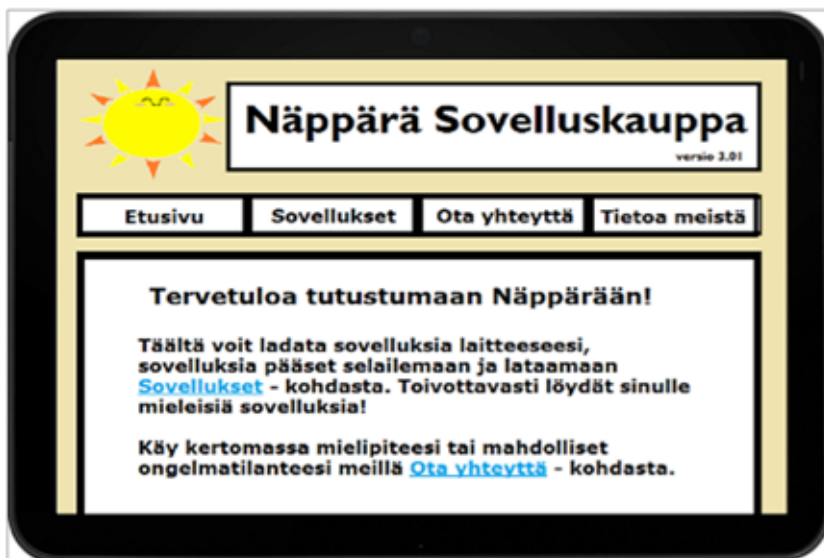 Näppärä Sovelluskauppa
versio 3.01
Etusivu Sovellukset Ota yhteyttä Tietoa meistä
Tervetuloa tutustumaan Näppärään!
Täältä voit ladata sovelluksia laitteeseesi,
sovelluksia pääset selailemaan ja lataamaan
Sovellukset - kohdasta. Toivottavasti löydät sinulle
mieleisiä sovelluksia!
Käy kertomassa mielipiteesi tai mahdolliset
ongelmatilanteesi meillä Ota yhteyttä - kohdasta.